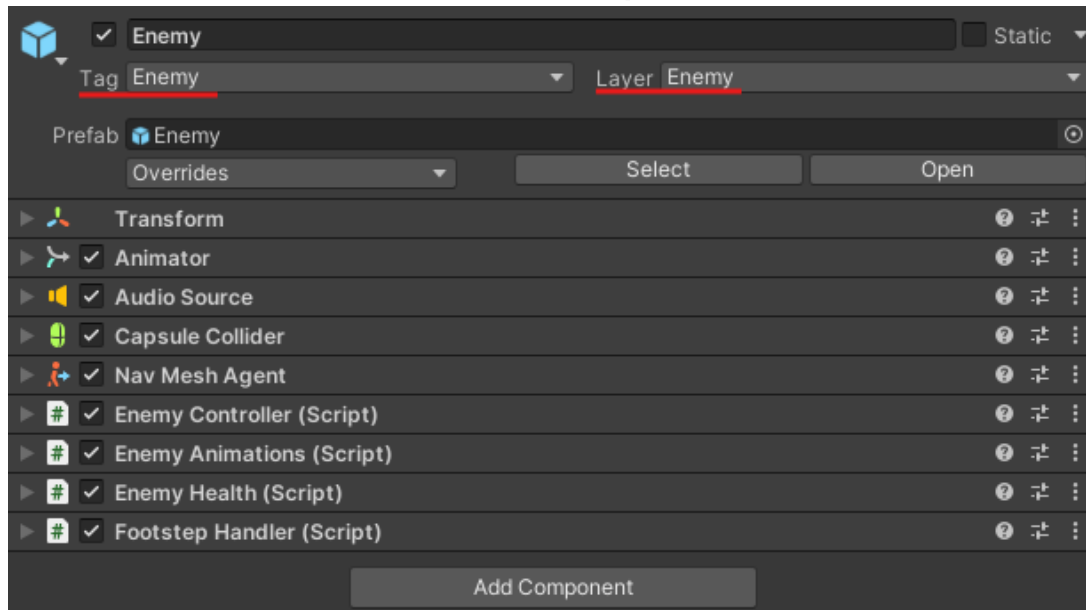 Enemy Static
Tag Enemy Layer Enemy
Prefab Enemy
Overrides Select Open
Transform
Animator
Audio Source
Capsule Collider
Nav Mesh Agent
# Enemy Controller (Script)
# Enemy Animations (Script)
# Enemy Health (Script)
# Footstep Handler (Script)
Add Component